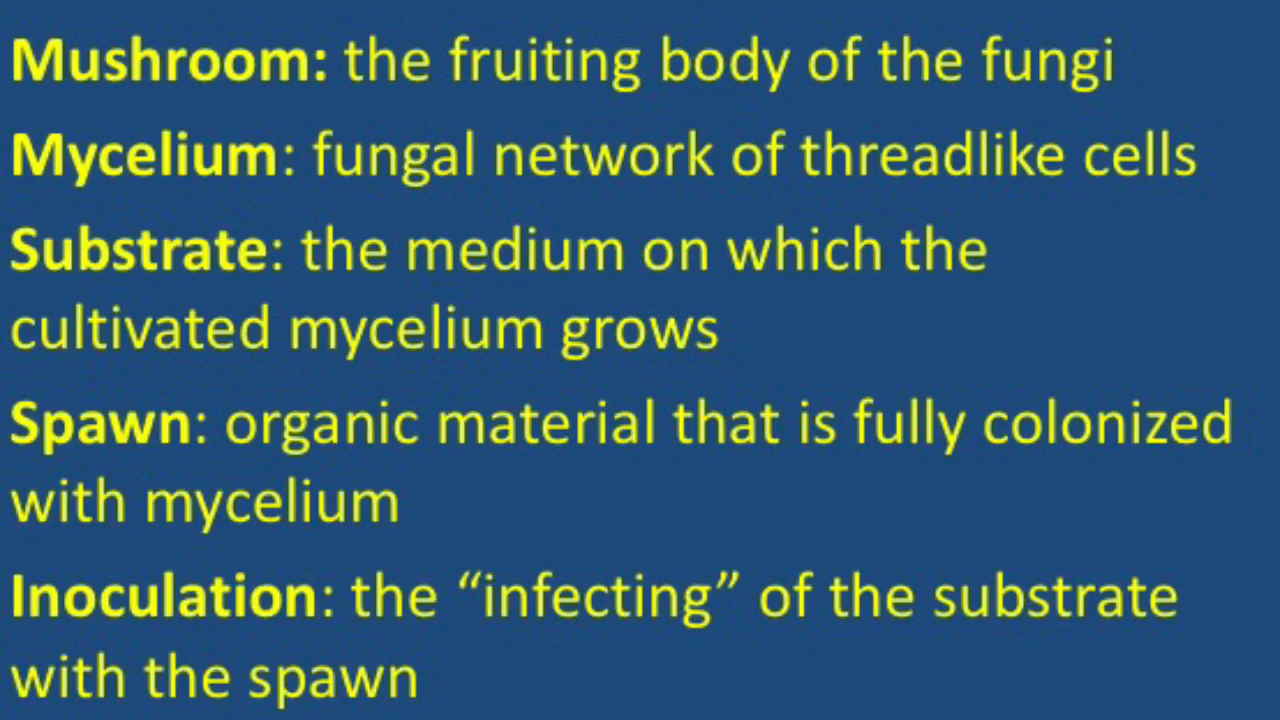 Mushroom: the fruiting body of the fungi
Mycelium: fungal network of threadlike cells
Substrate: the medium on which the
cultivated mycelium grows
Spawn: organic material that is fully colonized
with mycelium
Inoculation: the “infecting” of the substrate
with the spawn